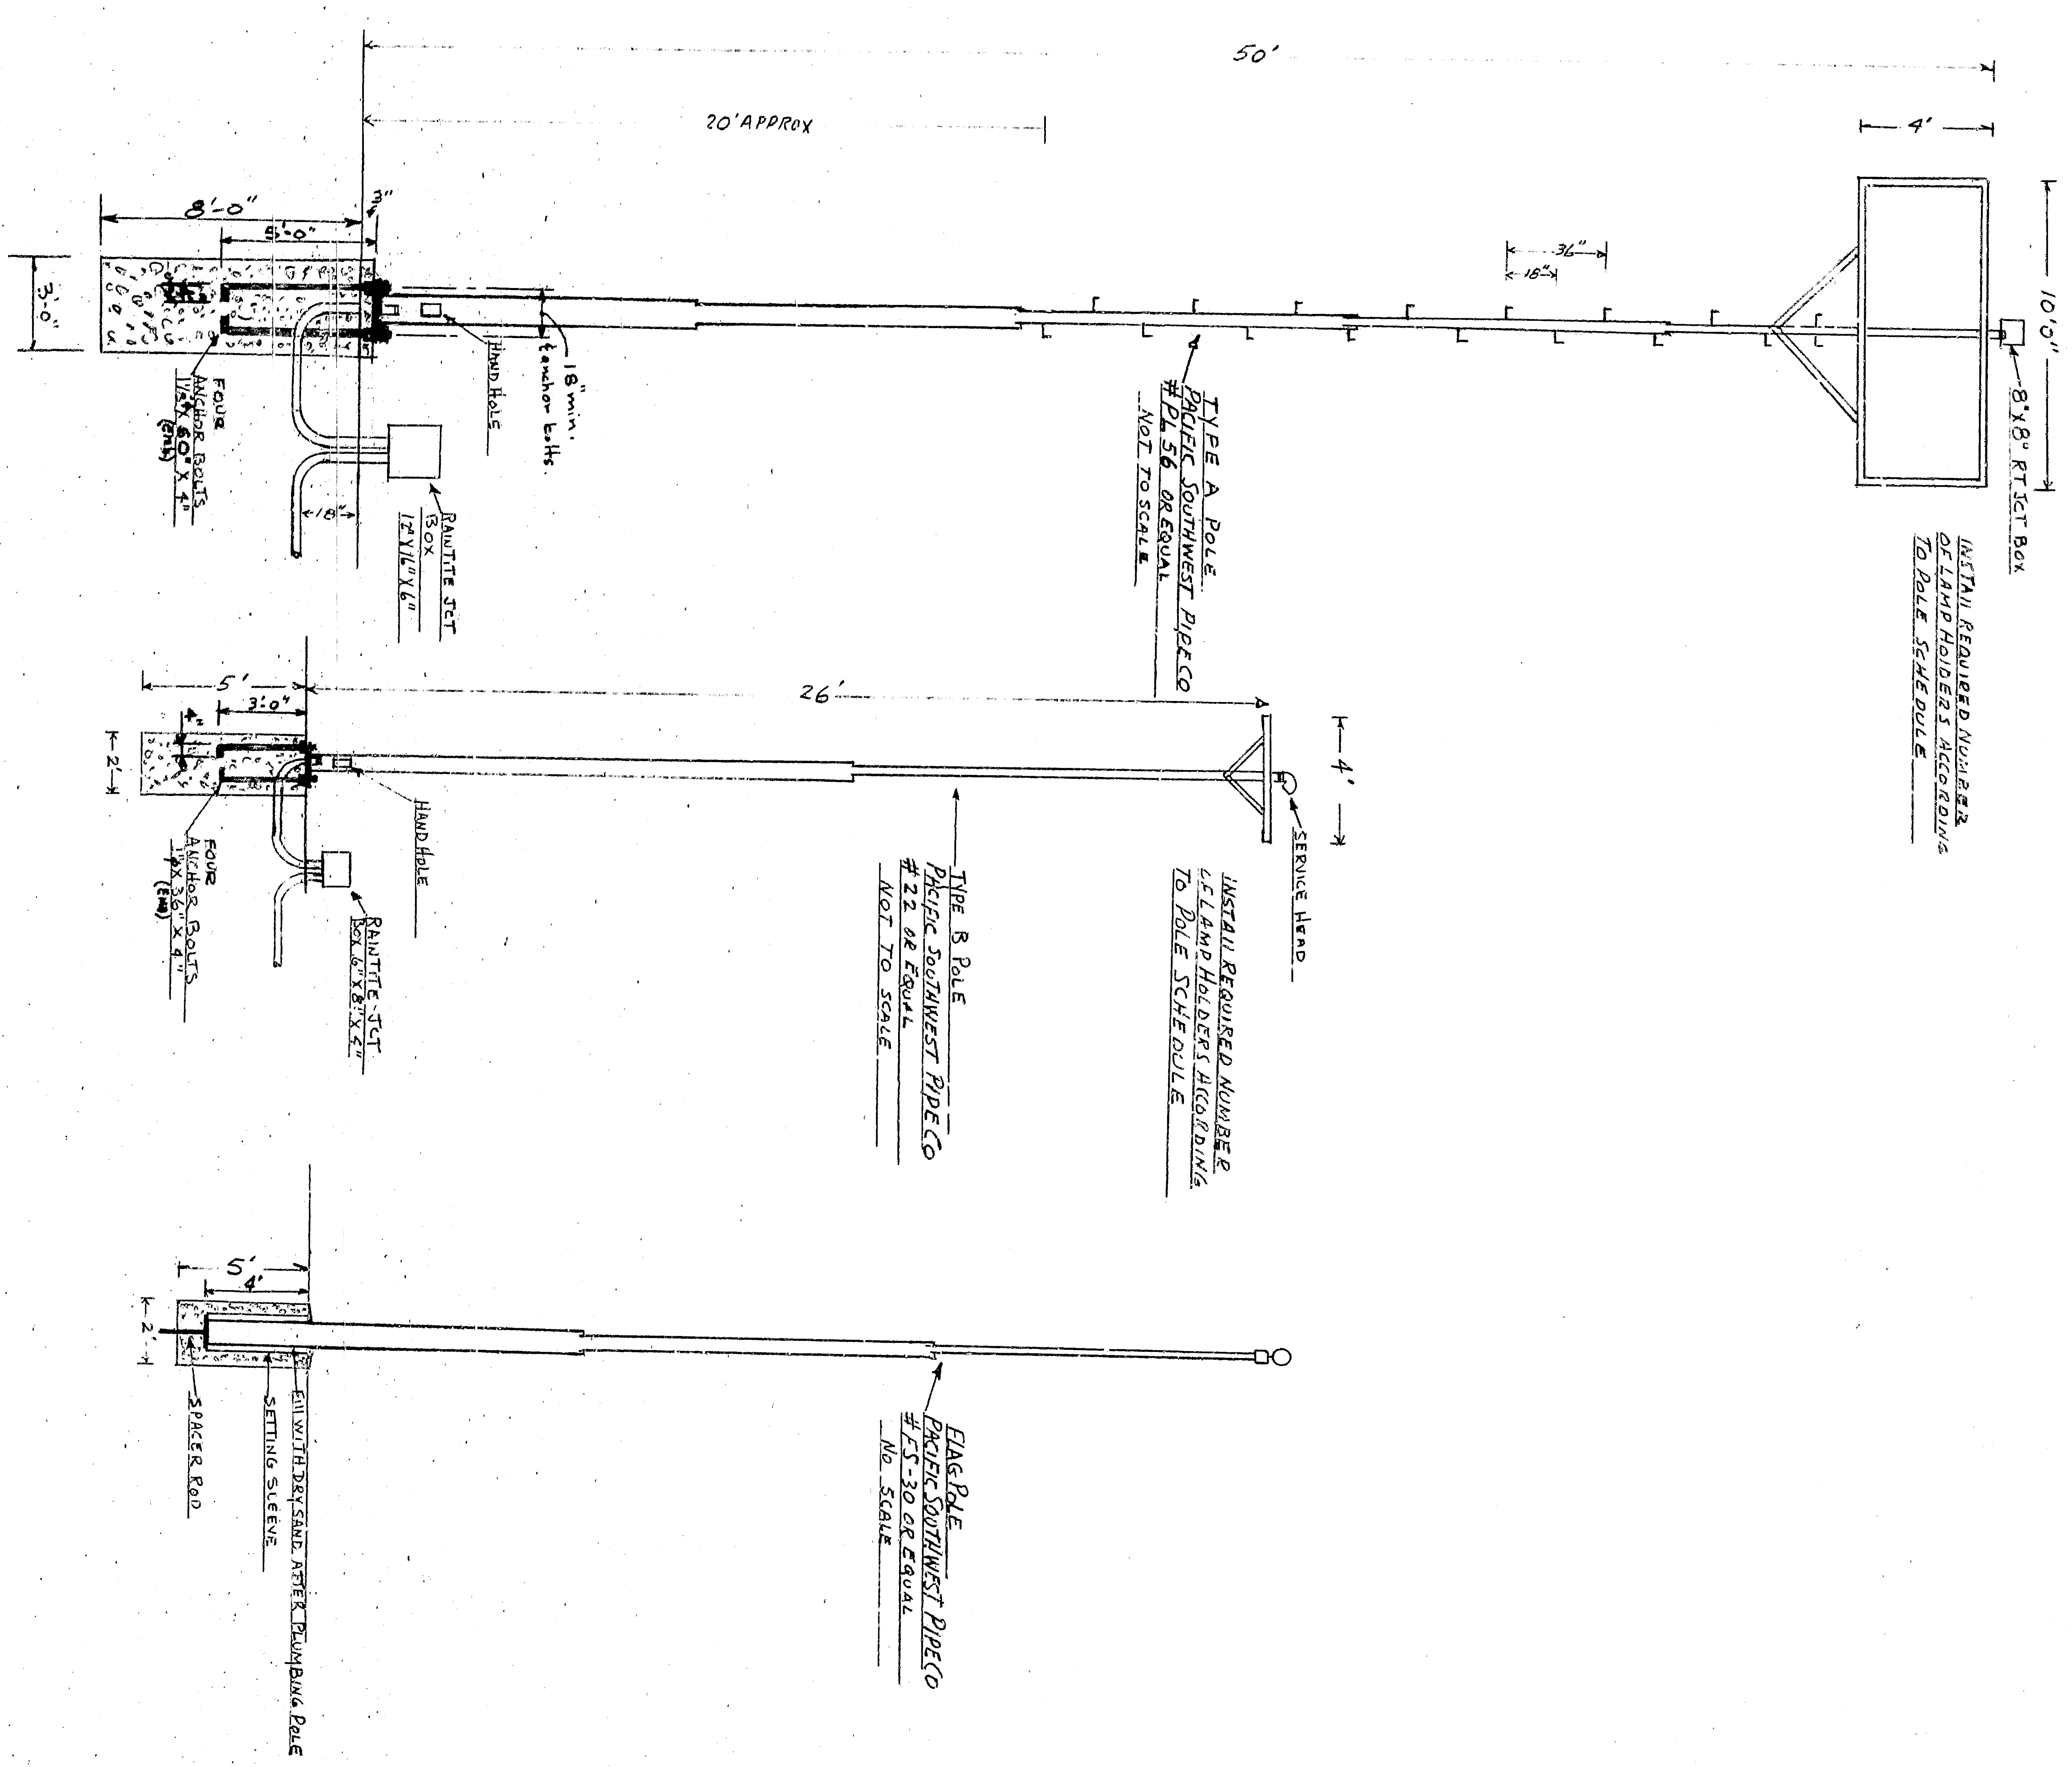 50'
20' APPROX
4'
10'0"
8"X8" RT JCT BOX
INSTALL REQUIRED NUMBER
OF LAMP HOLDERS ACCORDING
TO POLE SCHEDULE
36"
18"
TYPE A POLE
PACIFIC SOUTHWEST PIPE CO
#PL 56 OR EQUAL
NOT TO SCALE
8'-0"
3"
5'-0"
3'-0"
18" min.
anchor bolts.
HAND HOLE
RAINTITE JCT
BOX
12"X16"X6"
18"
FOUR
ANCHOR BOLTS
X 60" X 4"
(EMB)
26'
4'
SERVICE HEAD
INSTALL REQUIRED NUMBER
OF LAMP HOLDERS ACCORDING
TO POLE SCHEDULE
TYPE B POLE
PACIFIC SOUTHWEST PIPE CO
#22 OR EQUAL
NOT TO SCALE
5'
3'-0"
4"
2'
HAND HOLE
RAINTITE-JCT
BOX 6"X8"X4"
FOUR
ANCHOR BOLTS
1"ϕX 36" X 4"
(EMB)
5'
4'
2'
FLAG POLE
PACIFIC SOUTHWEST PIPE CO
#FS-30 OR EQUAL
NO SCALE
FILL WITH DRY SAND AFTER PLUMBING POLE
SETTING SLEEVE
SPACER ROD